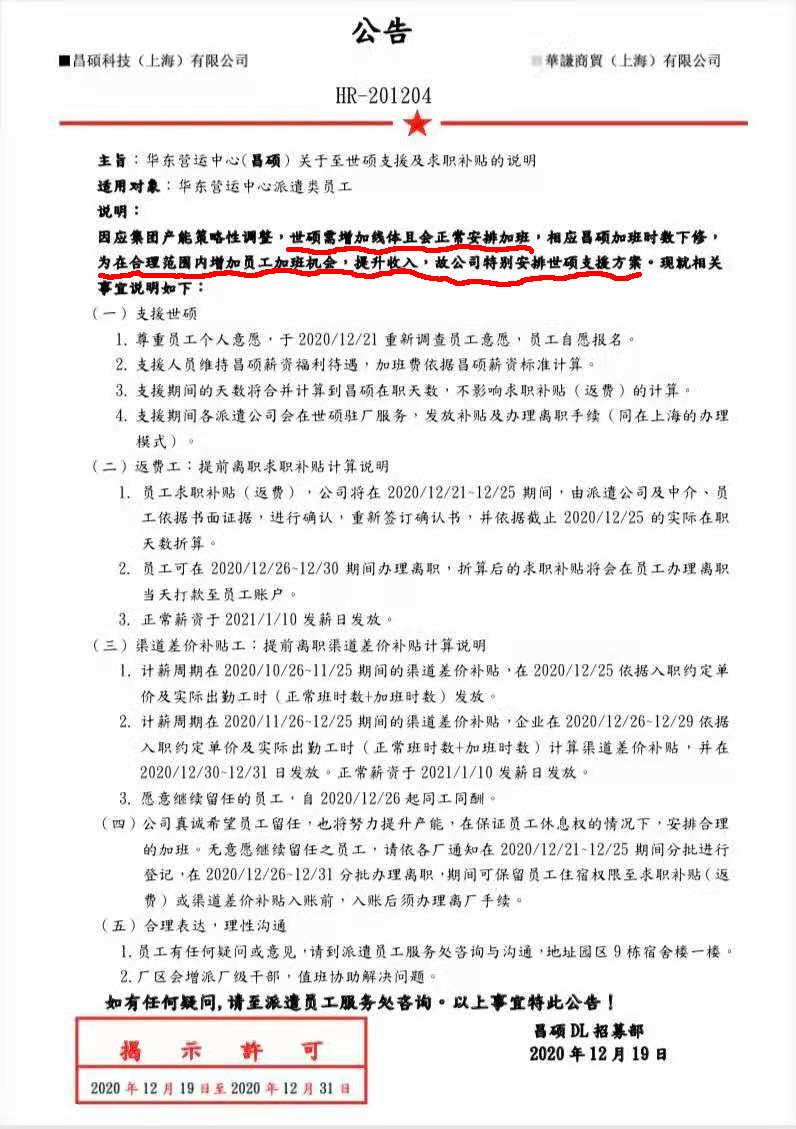 公告
■昌碩科技（上海）有限公司
■華謙商貿（上海）有限公司
HR-201204
主旨：华东营运中心(昌硕）关于至世硕支援及求职补贴的说明
适用对象：华东营运中心派遣类员工
说明：
因应集团产能策略性调整，世硕需增加线体且会正常安排加班，相应昌硕加班时数下修，
为在合理范围内增加员工加班机会，提升收入，故公司特别安排世硕支援方案。现就相关
事宜说明如下：
（一）支援世硕
1. 尊重员工个人意愿，于 2020/12/21 重新调查员工意愿，员工自愿报名。
2. 支援人员维持昌硕薪资福利待遇，加班费依据昌硕薪资标准计算。
3. 支援期间的天数将合并计算到昌硕在职天数，不影响求职补贴（返费）的计算。
4. 支援期间各派遣公司会在世硕驻厂服务，发放补贴及办理离职手续（同在上海的办理
模式）。
（二）返费工：提前离职求职补贴计算说明
1. 员工求职补贴（返费），公司将在 2020/12/21~12/25 期间，由派遣公司及中介、员
工依据书面证据，进行确认，重新签订确认书，并依据截止 2020/12/25 的实际在职
天数折算。
2. 员工可在 2020/12/26~12/30 期间办理离职，折算后的求职补贴将会在员工办理离职
当天打款至员工账户。
3. 正常薪资于 2021/1/10 发薪日发放。
（三）渠道差价补贴工：提前离职渠道差价补贴计算说明
1. 计薪周期在 2020/10/26~11/25 期间的渠道差价补贴，在 2020/12/25 依据入职约定单
价及实际出勤工时（正常班时数+加班时数）发放。
2. 计薪周期在 2020/11/26~12/25 期间的渠道差价补贴，企业在 2020/12/26~12/29 依据
入职约定单价及实际出勤工时（正常班时数+加班时数）计算渠道差价补贴，并在
2020/12/30~12/31 日发放。正常薪资于 2021/1/10 发薪日发放。
3. 愿意继续留任的员工，自 2020/12/26 起同工同酬。
（四）公司真诚希望员工留任，也将努力提升产能，在保证员工休息权的情况下，安排合理
的加班。无意愿继续留任之员工，请依各厂通知在 2020/12/21~12/25 期间分批进行
登记，在 2020/12/26~12/31 分批办理离职，期间可保留员工住宿权限至求职补贴（返
费）或渠道差价补贴入账前，入账后须办理离厂手续。
（五）合理表达，理性沟通
1.员工有任何疑问或意见，请到派遣员工服务处咨询与沟通，地址园区 9 栋宿舍楼一楼。
2.厂区会增派厂级干部，值班协助解决问题。
如有任何疑问,请至派遣员工服务处咨询。以上事宜特此公告！
昌硕 DL 招募部
2020 年 12 月 19 日
揭示許可
2020 年 12 月 19 日至 2020 年 12 月 31 日